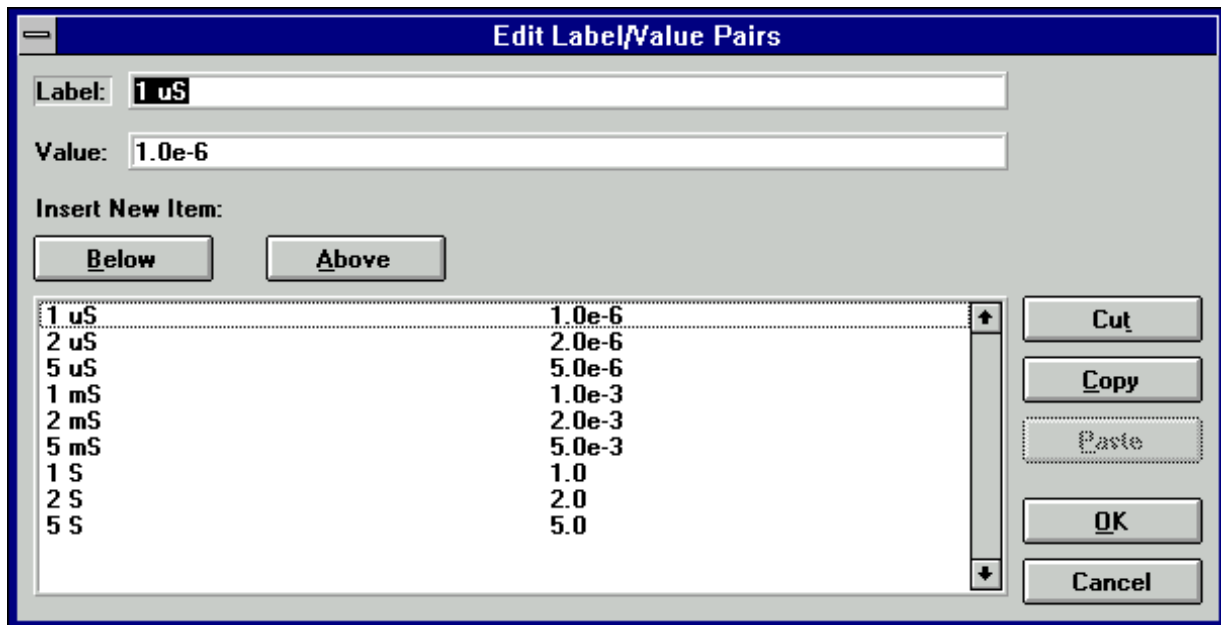 Edit Label/Value Pairs
Label: 1 uS
Value: 1.0e-6
Insert New Item:
Below Above
1 uS 1.0e-6
2 uS 2.0e-6
5 uS 5.0e-6
1 mS 1.0e-3
2 mS 2.0e-3
5 mS 5.0e-3
1 S 1.0
2 S 2.0
5 S 5.0
Cut
Copy
Paste
OK
Cancel